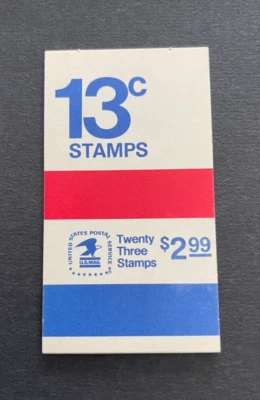 13c
STAMPS
UNITED STATES POSTAL SERVICE
U.S.MAIL
Twenty
Three
Stamps
$2.99